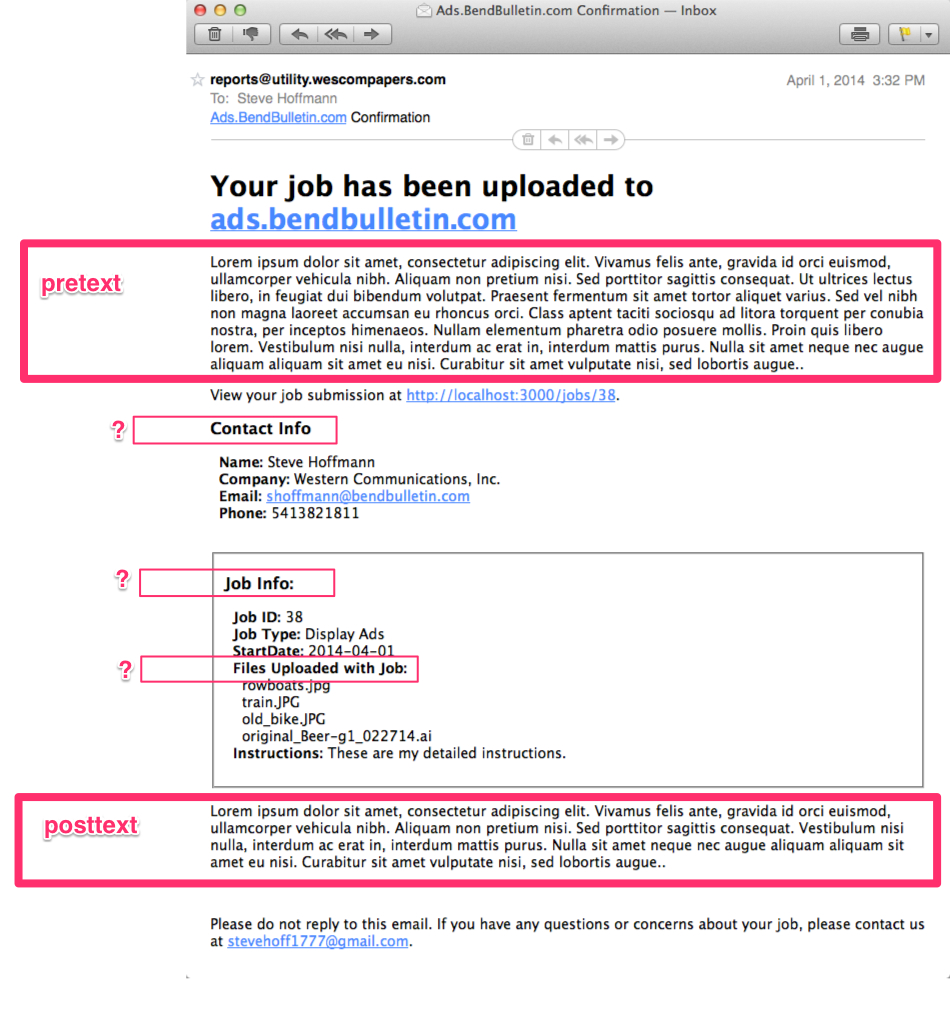 Ads.BendBulletin.com Confirmation — Inbox
reports@utility.wescompapers.com
April 1, 2014 3:32 PM
To: Steve Hoffmann
Ads.BendBulletin.com Confirmation
Your job has been uploaded to
ads.bendbulletin.com
pretext
Lorem ipsum dolor sit amet, consectetur adipiscing elit. Vivamus felis ante, gravida id orci euismod,
ullamcorper vehicula nibh. Aliquam non pretium nisi. Sed porttitor sagittis consequat. Ut ultrices lectus
libero, in feugiat dui bibendum volutpat. Praesent fermentum sit amet tortor aliquet varius. Sed vel nibh
non magna laoreet accumsan eu rhoncus orci. Class aptent taciti sociosqu ad litora torquent per conubia
nostra, per inceptos himenaeos. Nullam elementum pharetra odio posuere mollis. Proin quis libero
lorem. Vestibulum nisi nulla, interdum ac erat in, interdum mattis purus. Nulla sit amet neque nec augue
aliquam aliquam sit amet eu nisi. Curabitur sit amet vulputate nisi, sed lobortis augue..
View your job submission at http://localhost:3000/jobs/38.
? Contact Info
Name: Steve Hoffmann
Company: Western Communications, Inc.
Email: shoffmann@bendbulletin.com
Phone: 5413821811
? Job Info:
Job ID: 38
Job Type: Display Ads
StartDate: 2014-04-01
? Files Uploaded with Job:
rowboats.jpg
train.JPG
old_bike.JPG
original_Beer-g1_022714.ai
Instructions: These are my detailed instructions.
posttext
Lorem ipsum dolor sit amet, consectetur adipiscing elit. Vivamus felis ante, gravida id orci euismod,
ullamcorper vehicula nibh. Aliquam non pretium nisi. Sed porttitor sagittis consequat. Vestibulum nisi
nulla, interdum ac erat in, interdum mattis purus. Nulla sit amet neque nec augue aliquam aliquam sit
amet eu nisi. Curabitur sit amet vulputate nisi, sed lobortis augue..
Please do not reply to this email. If you have any questions or concerns about your job, please contact us
at stevehoff1777@gmail.com.